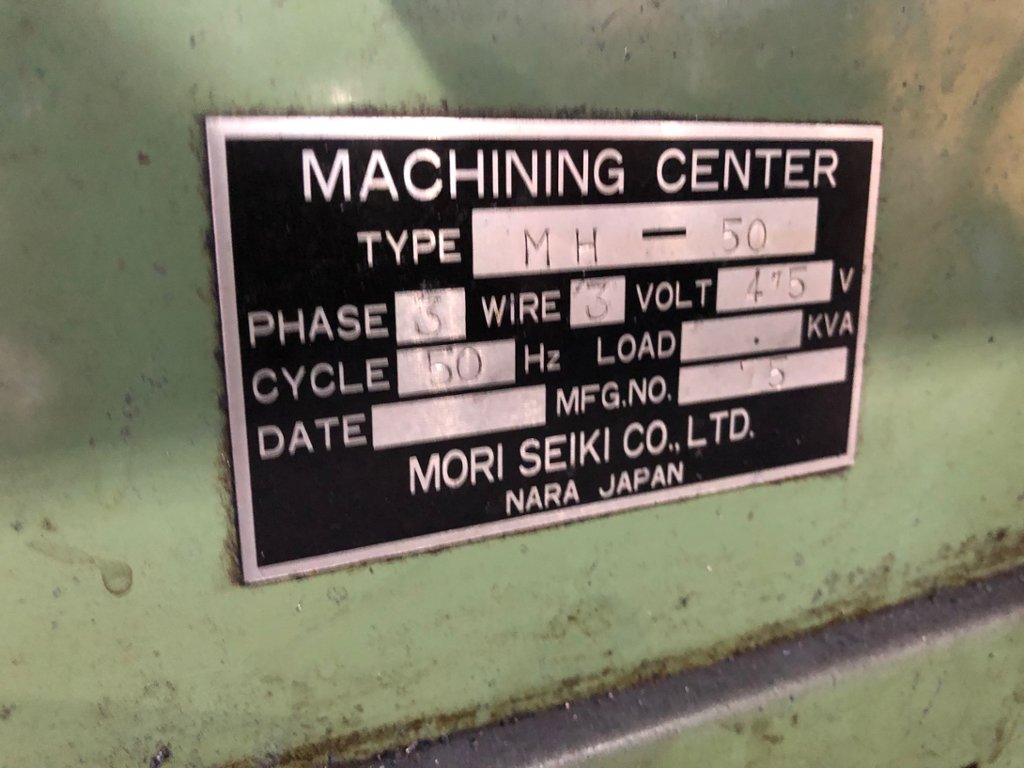 MACHINING CENTER
TYPE MH-50
PHASE 3 WIRE 3 VOLT 475 V
CYCLE 50 Hz LOAD . KVA
DATE MFG.NO. 75
MORI SEIKI CO., LTD.
NARA JAPAN